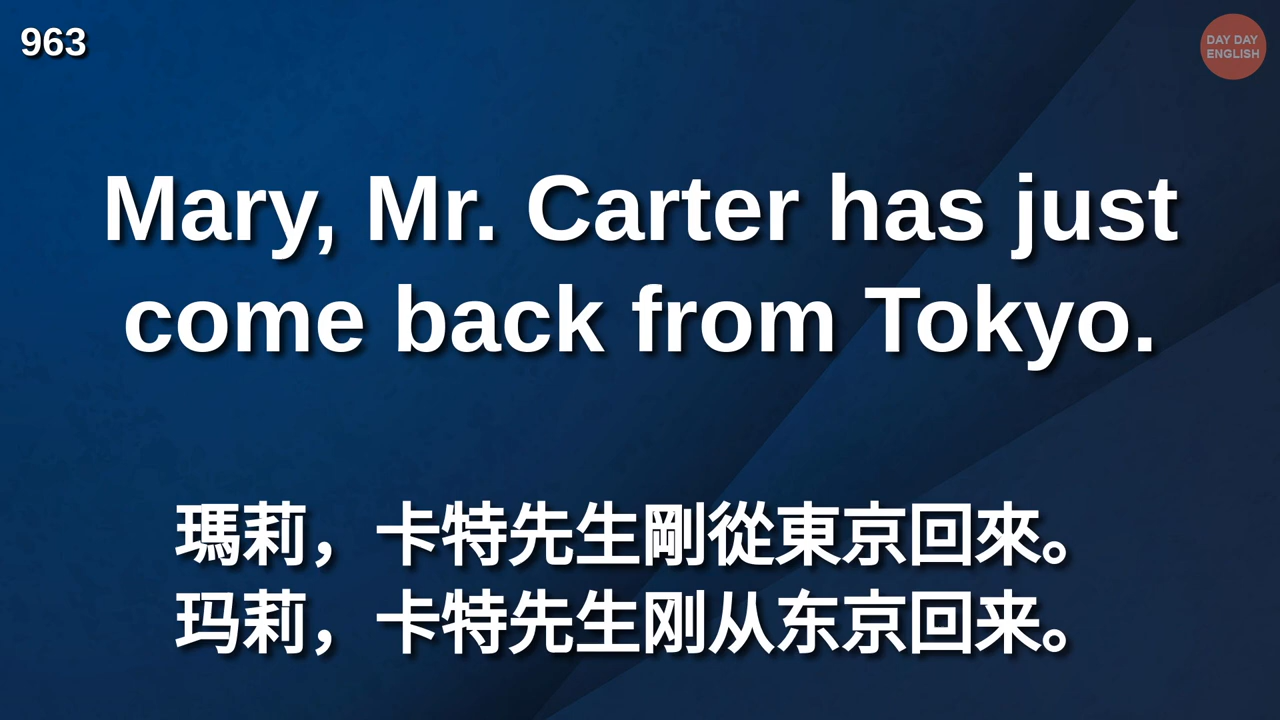 963
DAY DAY
ENGLISH
Mary, Mr. Carter has just
come back from Tokyo.
瑪莉，卡特先生剛從東京回來。
玛莉，卡特先生刚从东京回来。